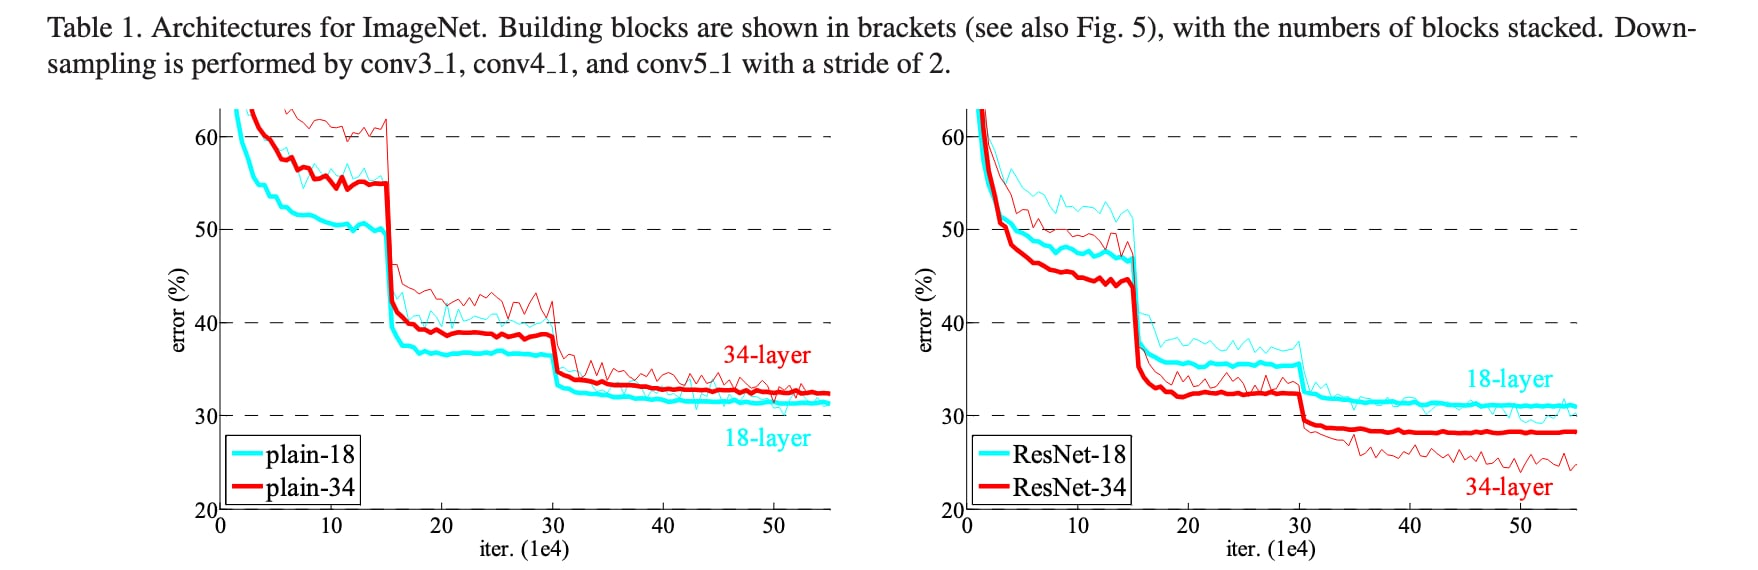 Table 1. Architectures for ImageNet. Building blocks are shown in brackets (see also Fig. 5), with the numbers of blocks stacked. Down-
sampling is performed by conv3_1, conv4_1, and conv5_1 with a stride of 2.
60
50
40
30
20
error (%)
34-layer
18-layer
plain-18
plain-34
0 10 20 30 40 50
iter. (1e4)
60
50
40
30
20
error (%)
18-layer
34-layer
ResNet-18
ResNet-34
0 10 20 30 40 50
iter. (1e4)